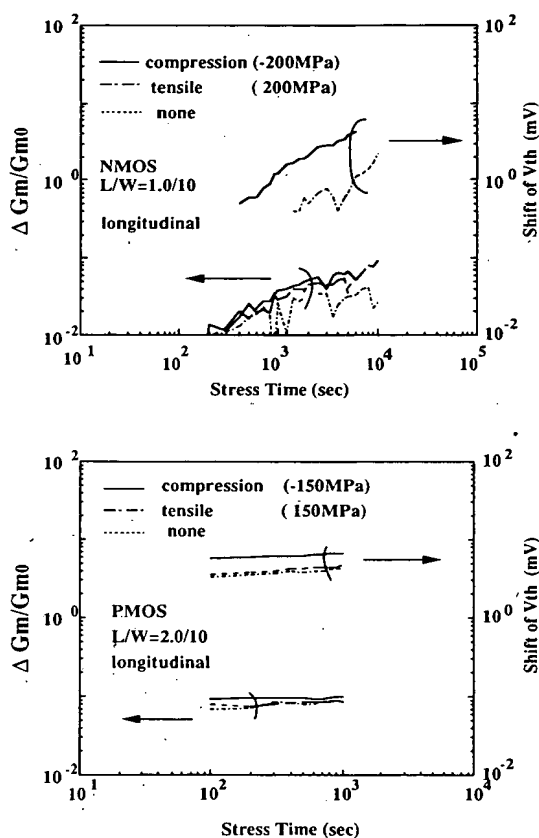 10^2
10^2
compression (-200MPa)
tensile ( 200MPa)
none
Δ Gm/Gm0
Shift of Vth (mV)
NMOS
L/W=1.0/10
longitudinal
10^0
10^0
10^-2
10^-2
10^1
10^2
10^3
10^4
10^5
Stress Time (sec)
10^2
10^2
compression (-150MPa)
tensile ( 150MPa)
none
Δ Gm/Gm0
Shift of Vth (mV)
10^0
10^0
PMOS
L/W=2.0/10
longitudinal
10^-2
10^-2
10^1
10^2
10^3
10^4
Stress Time (sec)